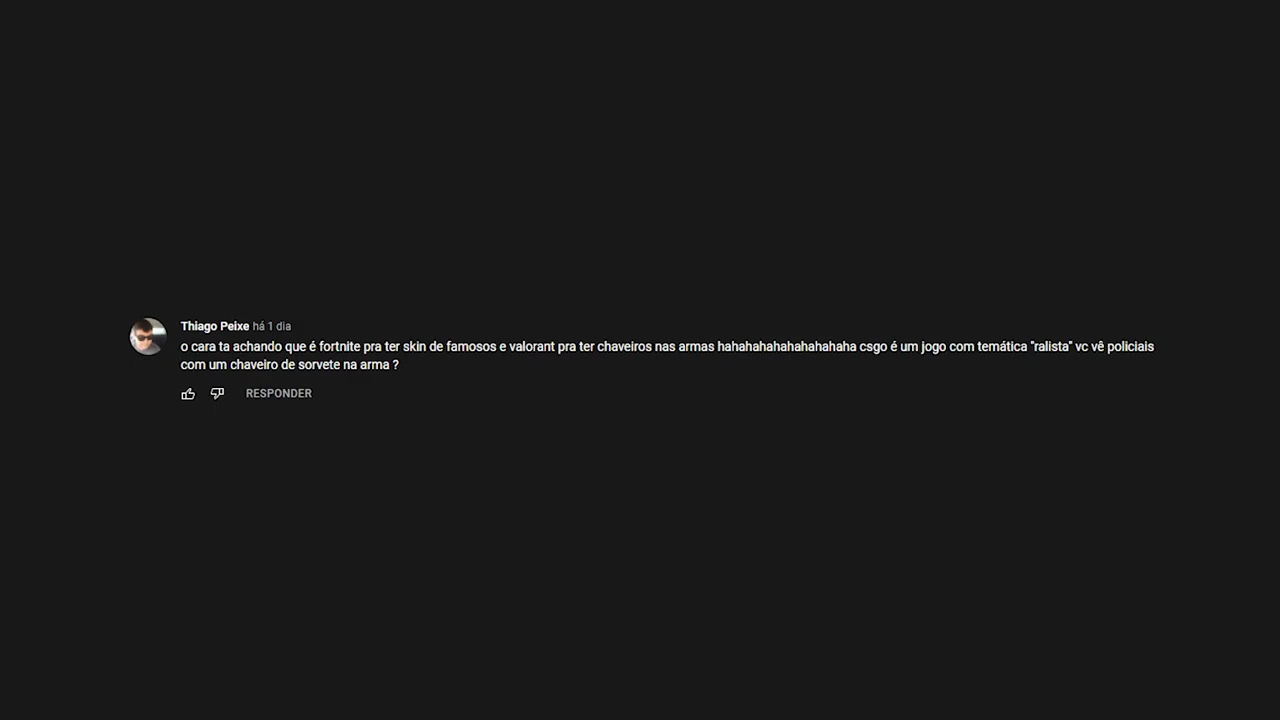 Thiago Peixe há 1 dia
o cara ta achando que é fortnite pra ter skin de famosos e valorant pra ter chaveiros nas armas hahahahahahahahahaha csgo é um jogo com temática "ralista" vc vê policiais
com um chaveiro de sorvete na arma ?
RESPONDER